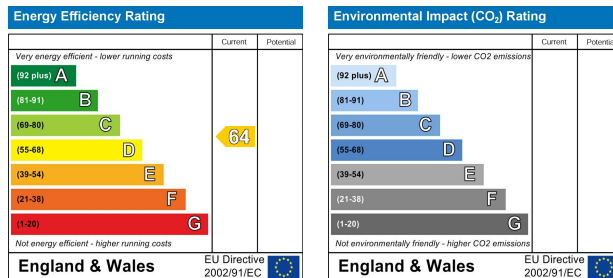 Energy Efficiency Rating
Current Potential
Very energy efficient - lower running costs
(92 plus) A
(81-91) B
(69-80) C
(55-68) D
64
(39-54) E
(21-38) F
(1-20) G
Not energy efficient - higher running costs
England & Wales
EU Directive
2002/91/EC
Environmental Impact (CO₂) Rating
Current Potential
Very environmentally friendly - lower CO2 emissions
(92 plus) A
(81-91) B
(69-80) C
(55-68) D
(39-54) E
(21-38) F
(1-20) G
Not environmentally friendly - higher CO2 emissions
England & Wales
EU Directive
2002/91/EC